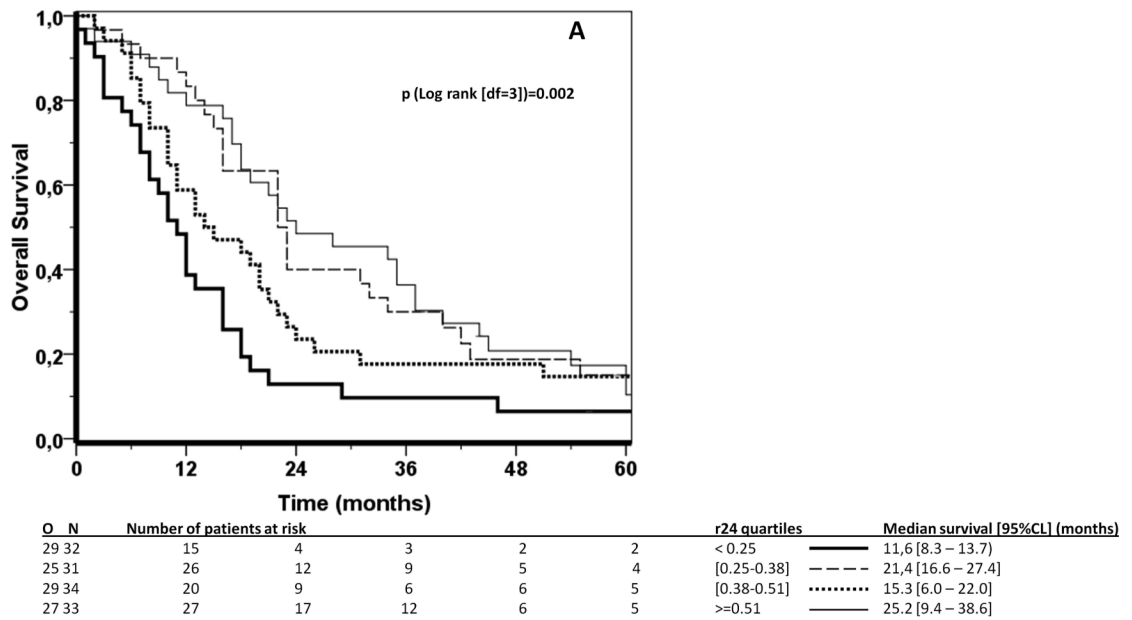 1,0
A
p (Log rank [df=3])=0.002
0,8
0,6
0,4
0,2
0,0
Overall Survival
0 12 24 36 48 60
Time (months)
O N Number of patients at risk r24 quartiles Median survival [95%CL] (months)
29 32 15 4 3 2 2 < 0.25 11,6 [8.3 – 13.7)
25 31 26 12 9 5 4 [0.25-0.38] 21,4 [16.6 – 27.4]
29 34 20 9 6 6 5 [0.38-0.51] 15.3 [6.0 – 22.0]
27 33 27 17 12 6 5 >=0.51 25.2 [9.4 – 38.6]